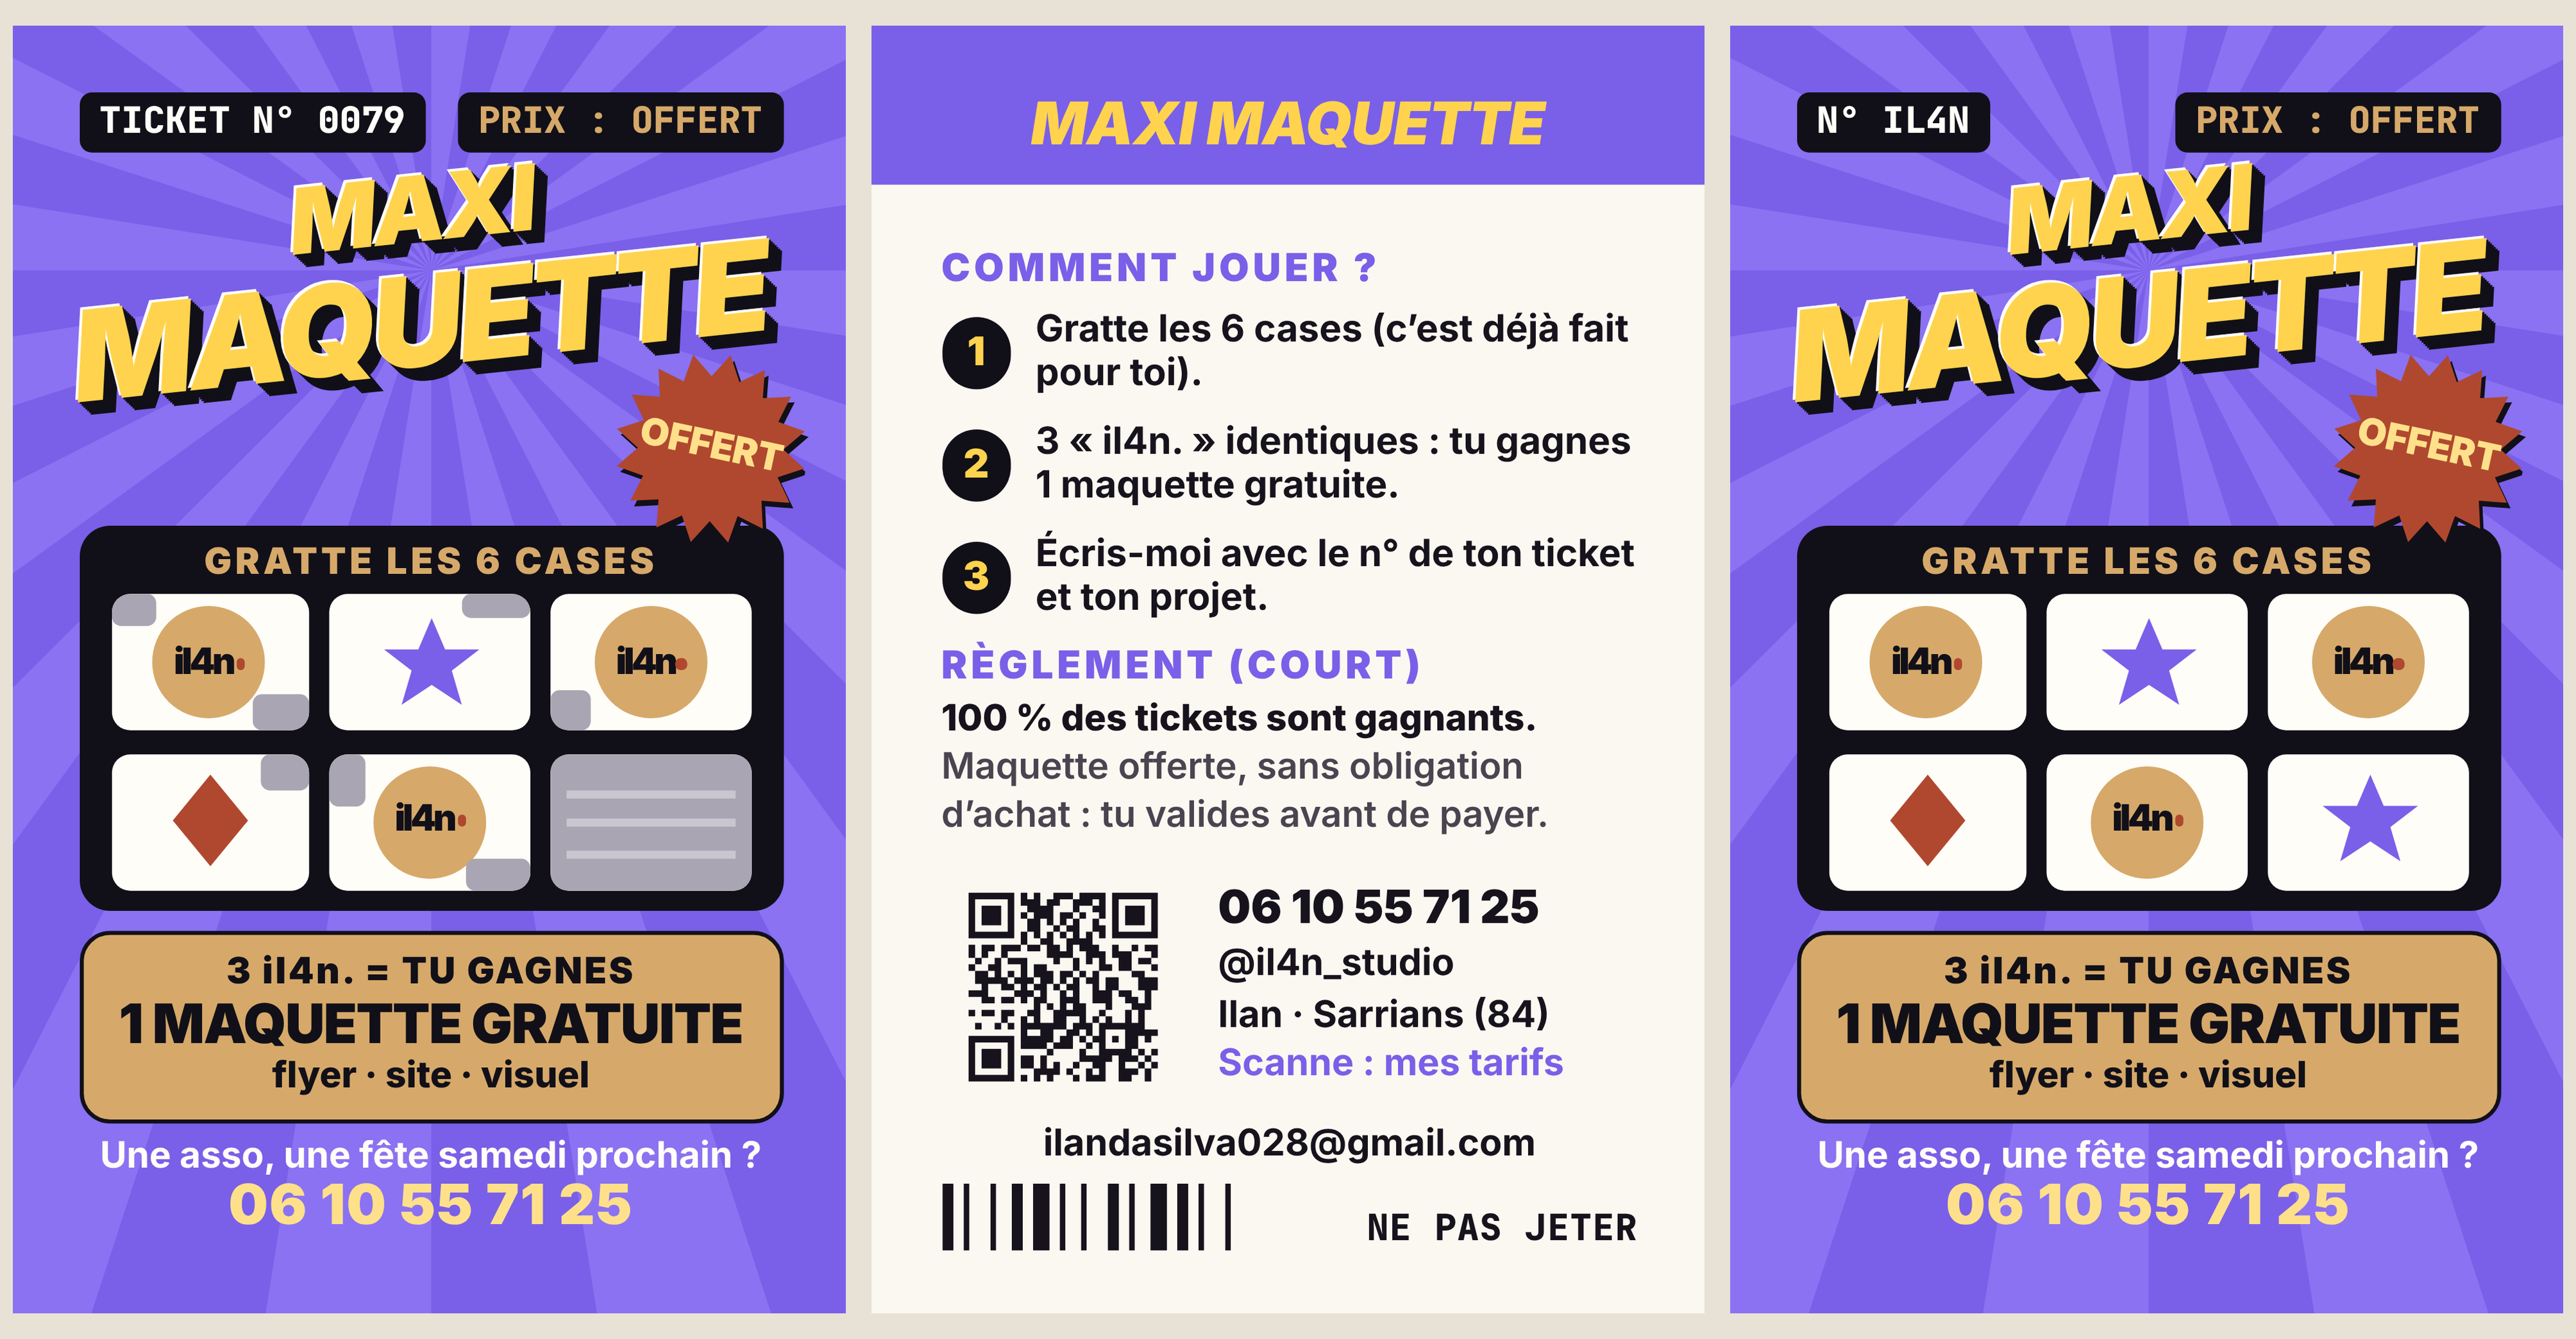 TICKET N° 0079
PRIX : OFFERT
MAXI
MAQUETTE
OFFERT
GRATTE LES 6 CASES
il4n.
il4n.
il4n.
3 il4n. = TU GAGNES
1 MAQUETTE GRATUITE
flyer · site · visuel
Une asso, une fête samedi prochain ?
06 10 55 71 25
MAXI MAQUETTE
COMMENT JOUER ?
1
Gratte les 6 cases (c’est déjà fait
pour toi).
2
3 « il4n. » identiques : tu gagnes
1 maquette gratuite.
3
Écris-moi avec le n° de ton ticket
et ton projet.
RÈGLEMENT (COURT)
100 % des tickets sont gagnants.
Maquette offerte, sans obligation
d’achat : tu valides avant de payer.
06 10 55 71 25
@il4n_studio
Ilan · Sarrians (84)
Scanne : mes tarifs
ilandasilva028@gmail.com
NE PAS JETER
N° IL4N
PRIX : OFFERT
MAXI
MAQUETTE
OFFERT
GRATTE LES 6 CASES
il4n.
il4n.
il4n.
3 il4n. = TU GAGNES
1 MAQUETTE GRATUITE
flyer · site · visuel
Une asso, une fête samedi prochain ?
06 10 55 71 25